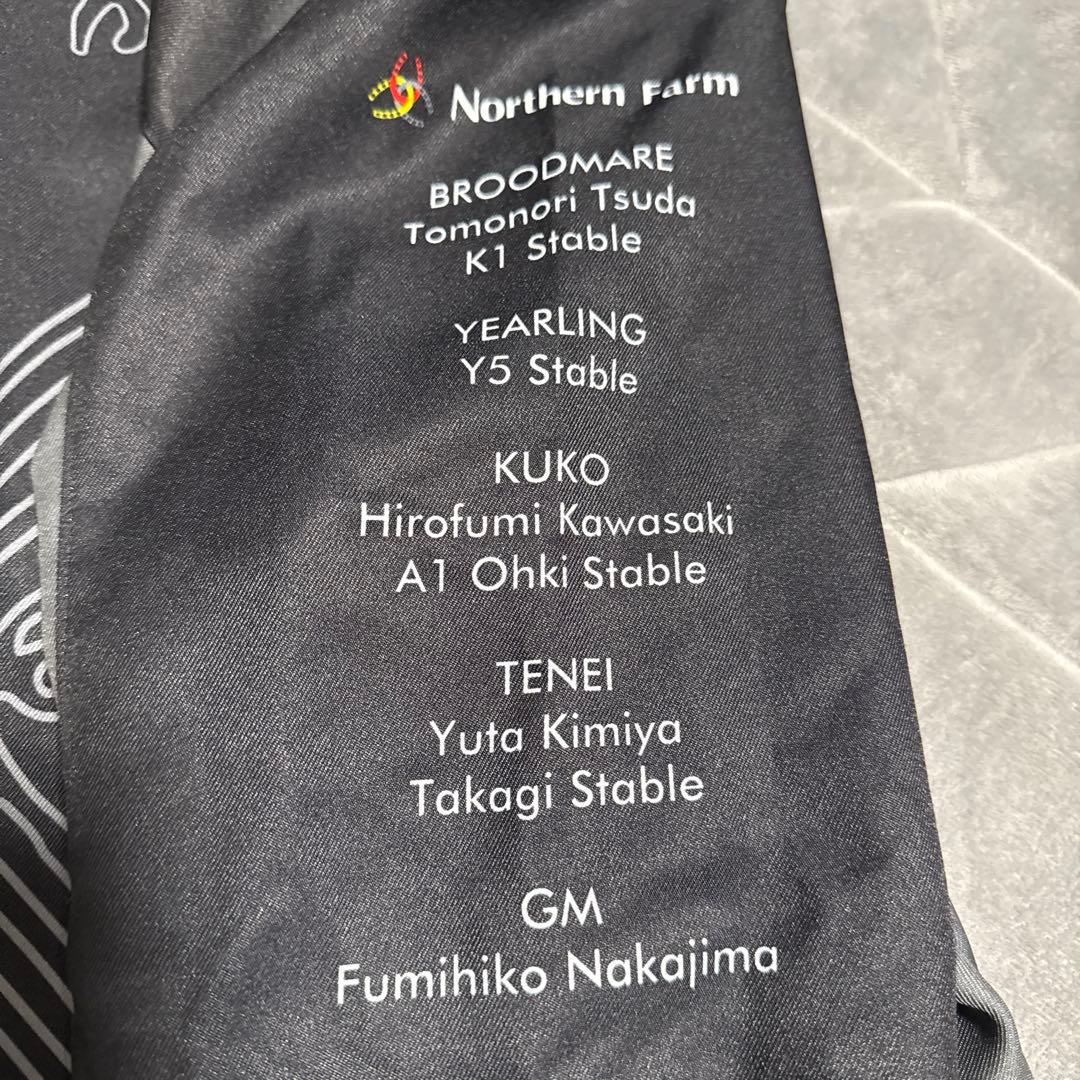 Northern Farm
BROODMARE
Tomonori Tsuda
K1 Stable
YEARLING
Y5 Stable
KUKO
Hirofumi Kawasaki
A1 Ohki Stable
TENEI
Yuta Kimiya
Takagi Stable
GM
Fumihiko Nakajima